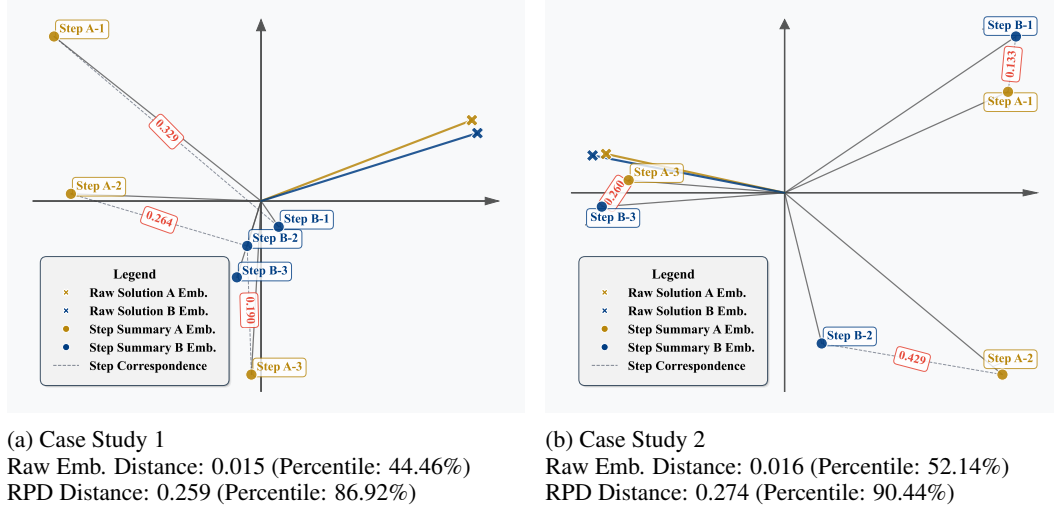 Step A-1
0.329
Step A-2
0.264
Step B-1
Step B-2
Step B-3
0.190
Step A-3
Legend
Raw Solution A Emb.
Raw Solution B Emb.
Step Summary A Emb.
Step Summary B Emb.
Step Correspondence
(a) Case Study 1
Raw Emb. Distance: 0.015 (Percentile: 44.46%)
RPD Distance: 0.259 (Percentile: 86.92%)
Step B-1
0.133
Step A-1
Step A-3
0.260
Step B-3
Step B-2
0.429
Step A-2
Legend
Raw Solution A Emb.
Raw Solution B Emb.
Step Summary A Emb.
Step Summary B Emb.
Step Correspondence
(b) Case Study 2
Raw Emb. Distance: 0.016 (Percentile: 52.14%)
RPD Distance: 0.274 (Percentile: 90.44%)